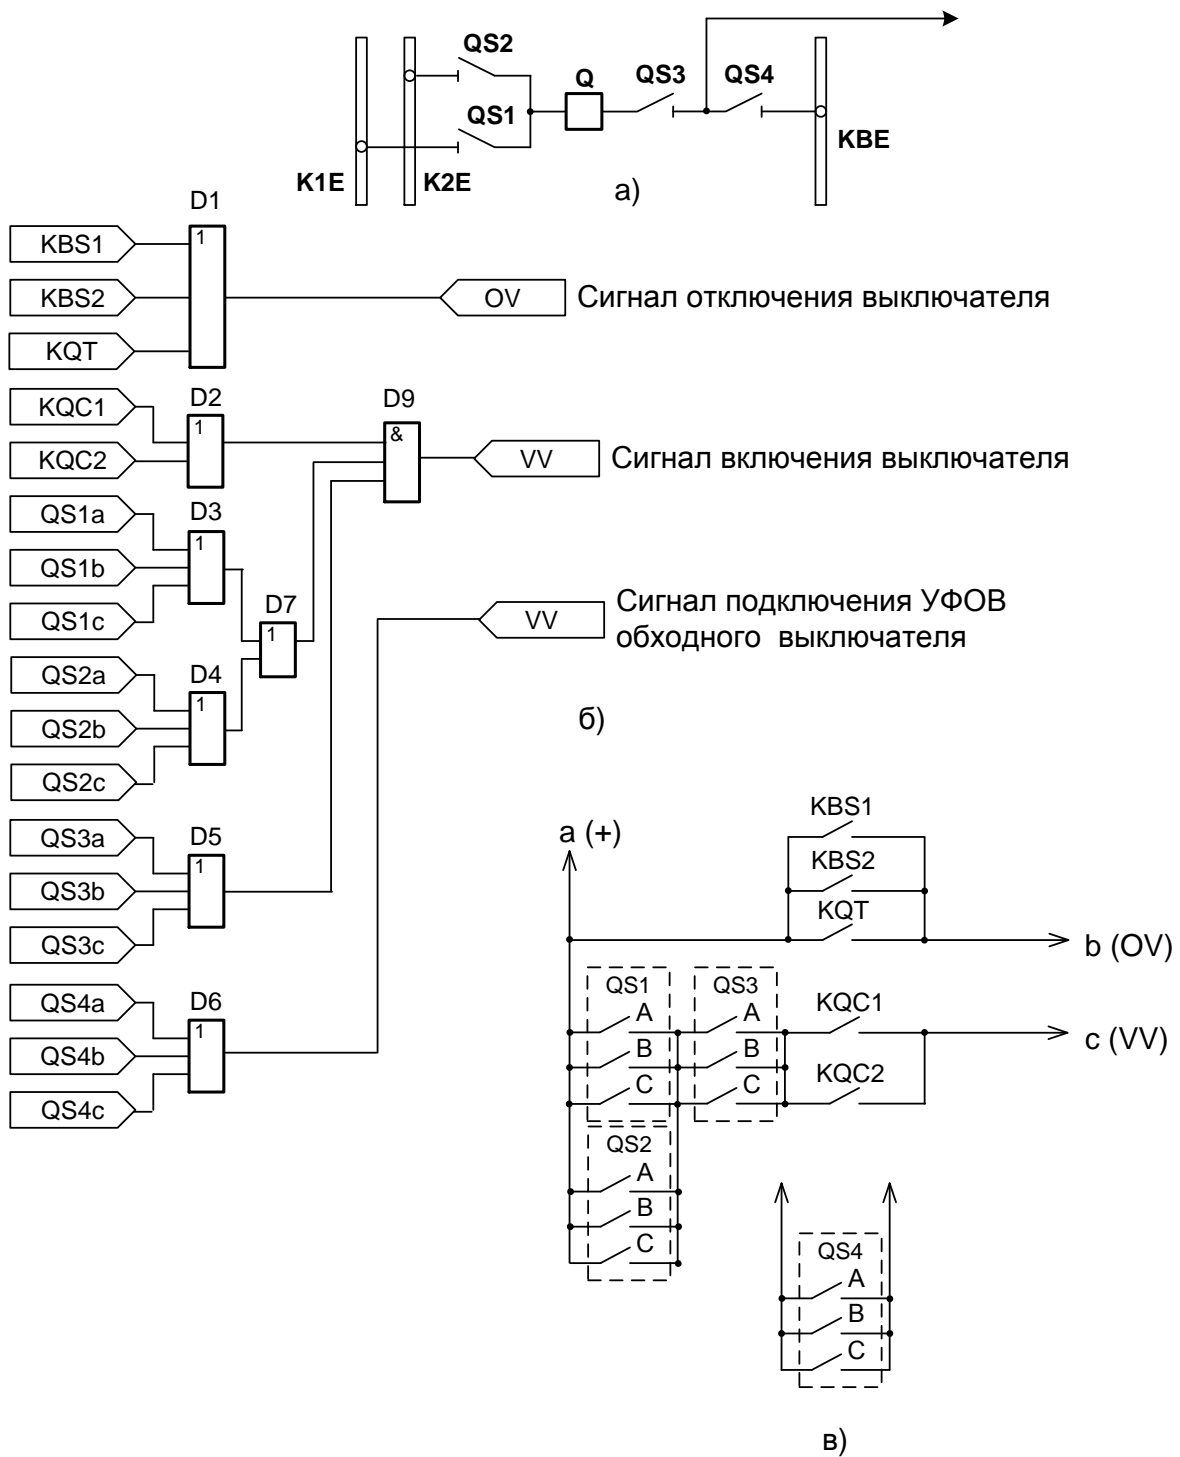 QS2
Q
QS3
QS4
QS1
K1E
K2E
KBE
а)
D1
KBS1
1
KBS2
OV
Сигнал отключения выключателя
KQT
D2
D9
KQC1
1
&
KQC2
VV
Сигнал включения выключателя
QS1a
D3
1
QS1b
QS1c
D7
1
VV
Сигнал подключения УФОВ
обходного выключателя
QS2a
D4
1
QS2b
QS2c
б)
QS3a
D5
1
QS3b
QS3c
QS4a
D6
1
QS4b
QS4c
a (+)
KBS1
KBS2
KQT
b (OV)
QS1
QS3
A
A
KQC1
c (VV)
B
B
C
C
KQC2
QS2
A
B
C
QS4
A
B
C
в)